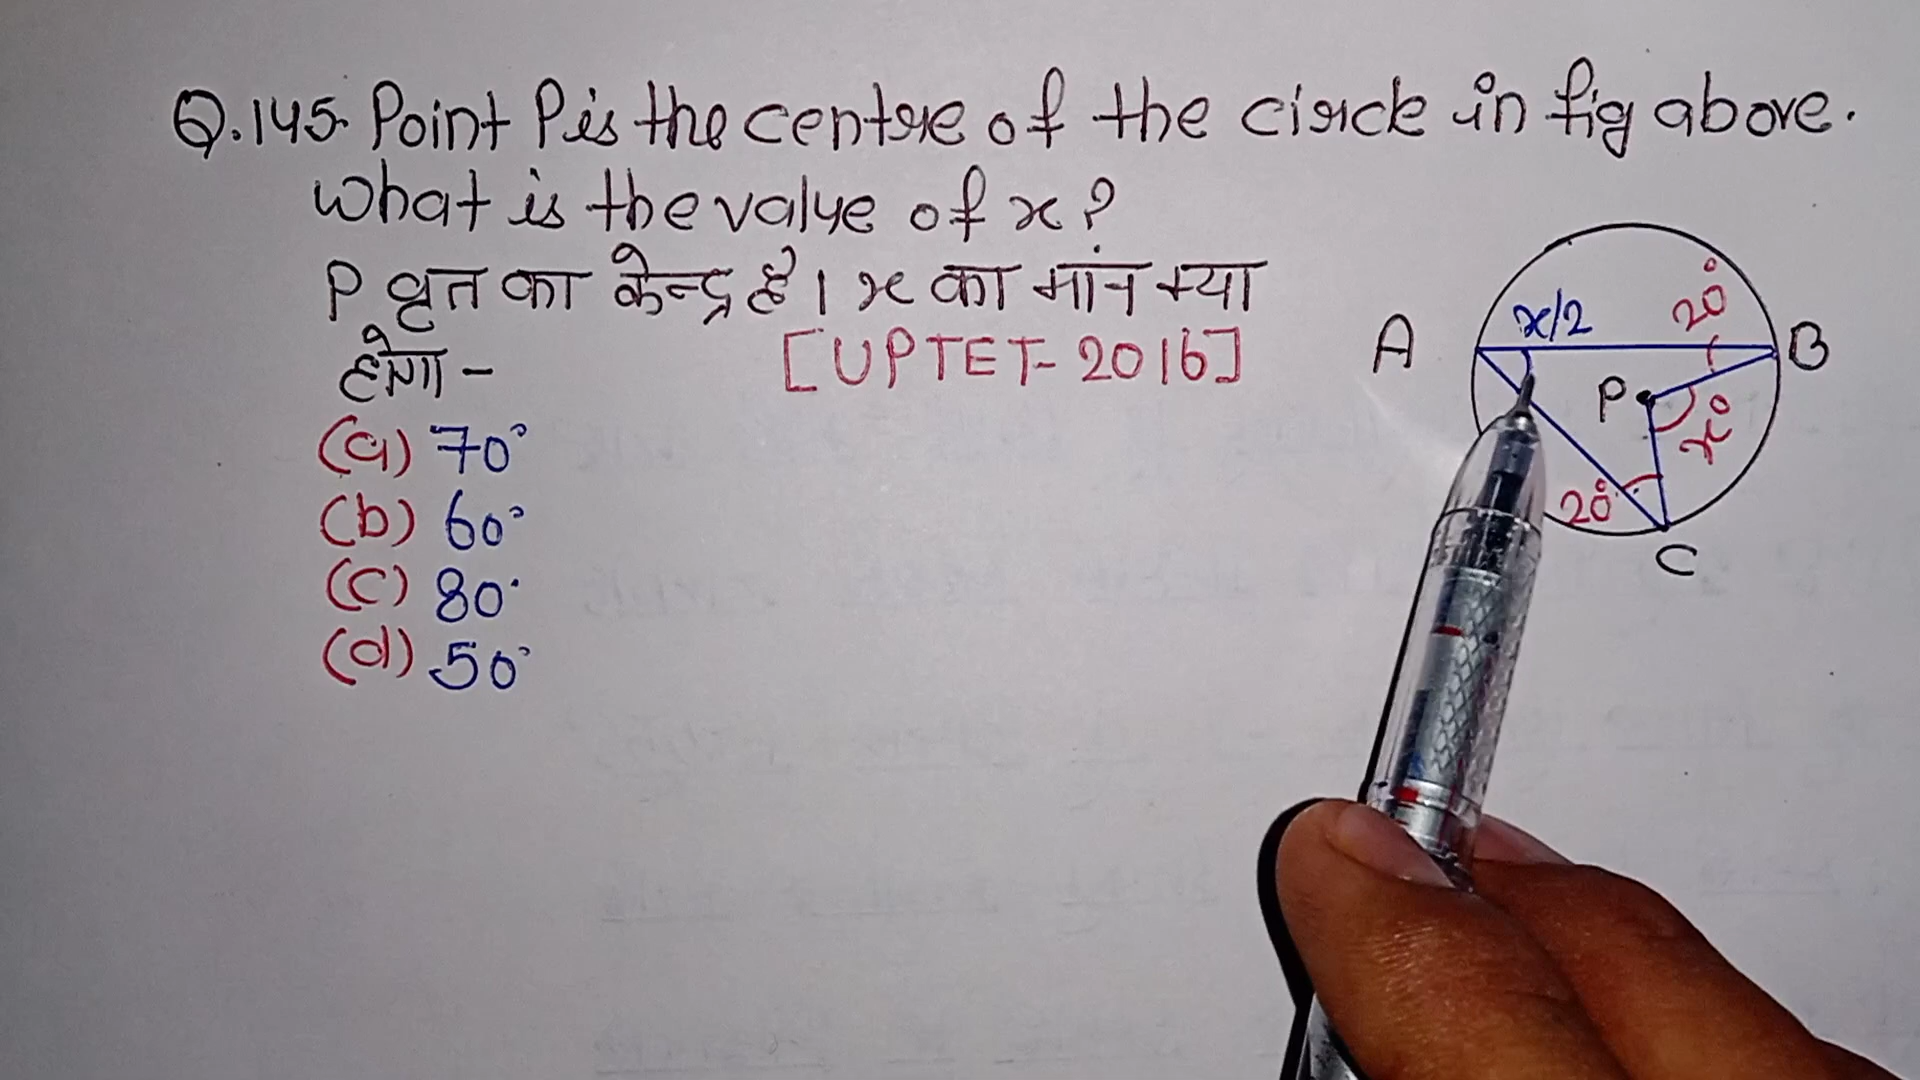 Q.145. Point P is the centre of the circle in fig above.
What is the value of x?
P वृत का केन्द्र है। x का मांन क्या
होगा -
[UPTET- 2016]
(a) 70°
(b) 60°
(c) 80°
(d) 50°
A
x/2
20°
B
P
x°
20°
C